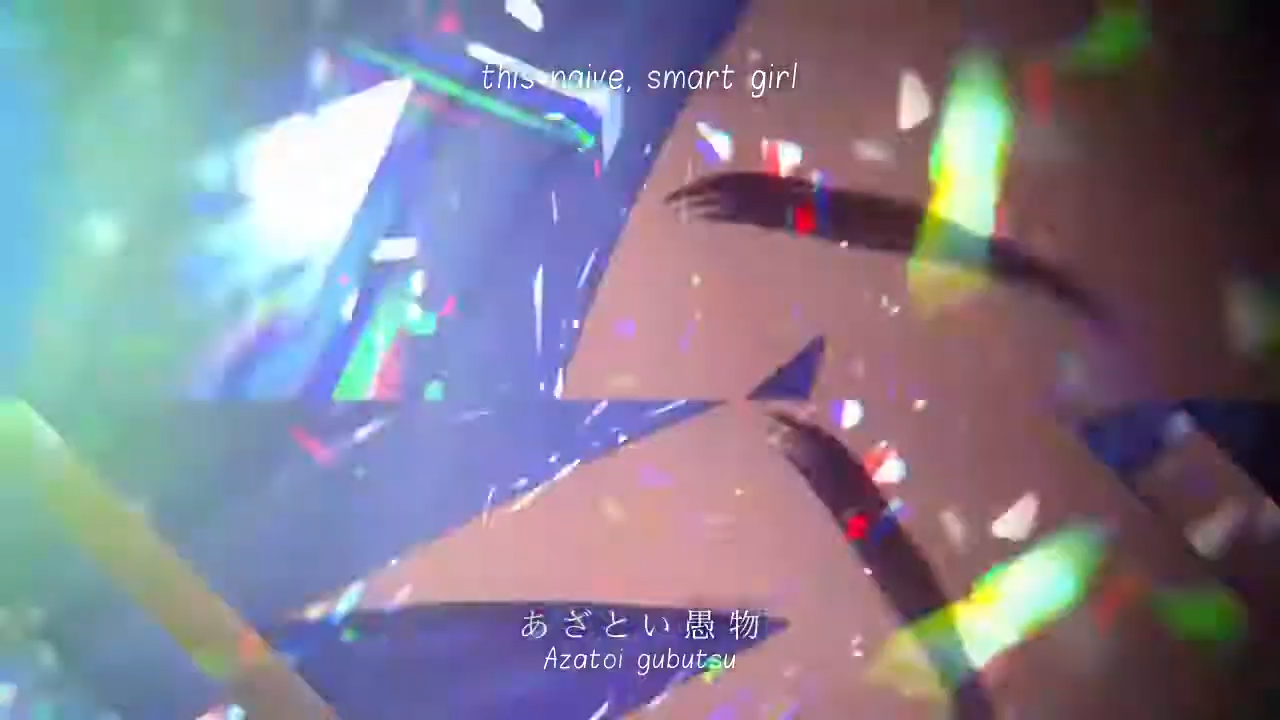 this naive, smart girl
あざとい愚物
Azatoi gubutsu